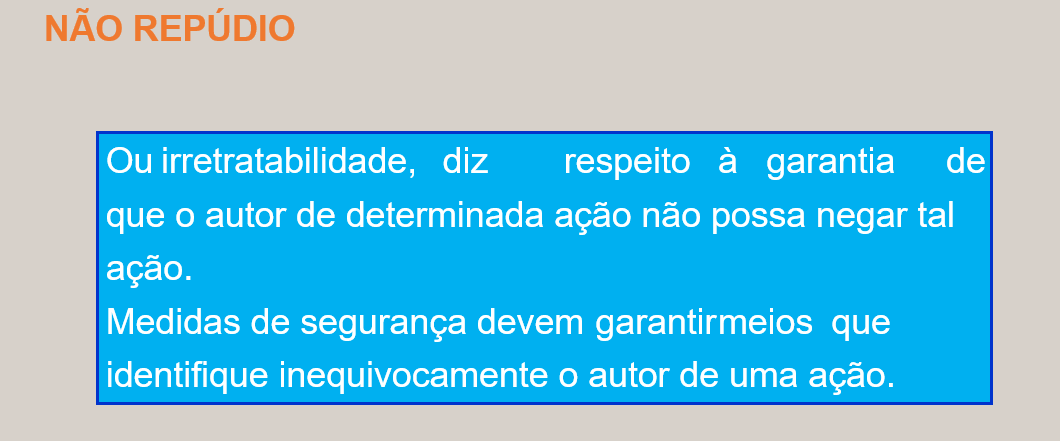 NÃO REPÚDIO
Ou irretratabilidade, diz respeito à garantia de
que o autor de determinada ação não possa negar tal
ação.
Medidas de segurança devem garantirmeios que
identifique inequivocamente o autor de uma ação.